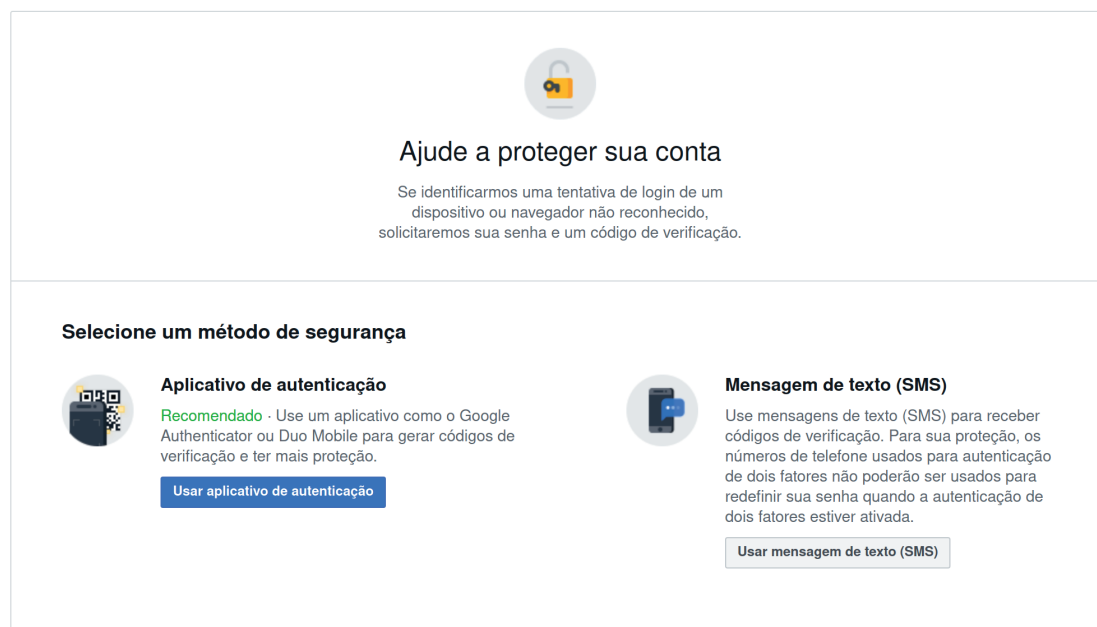 Ajude a proteger sua conta
Se identificarmos uma tentativa de login de um
dispositivo ou navegador não reconhecido,
solicitaremos sua senha e um código de verificação.
Selecione um método de segurança
Aplicativo de autenticação
Recomendado · Use um aplicativo como o Google
Authenticator ou Duo Mobile para gerar códigos de
verificação e ter mais proteção.
Usar aplicativo de autenticação
Mensagem de texto (SMS)
Use mensagens de texto (SMS) para receber
códigos de verificação. Para sua proteção, os
números de telefone usados para autenticação
de dois fatores não poderão ser usados para
redefinir sua senha quando a autenticação de
dois fatores estiver ativada.
Usar mensagem de texto (SMS)